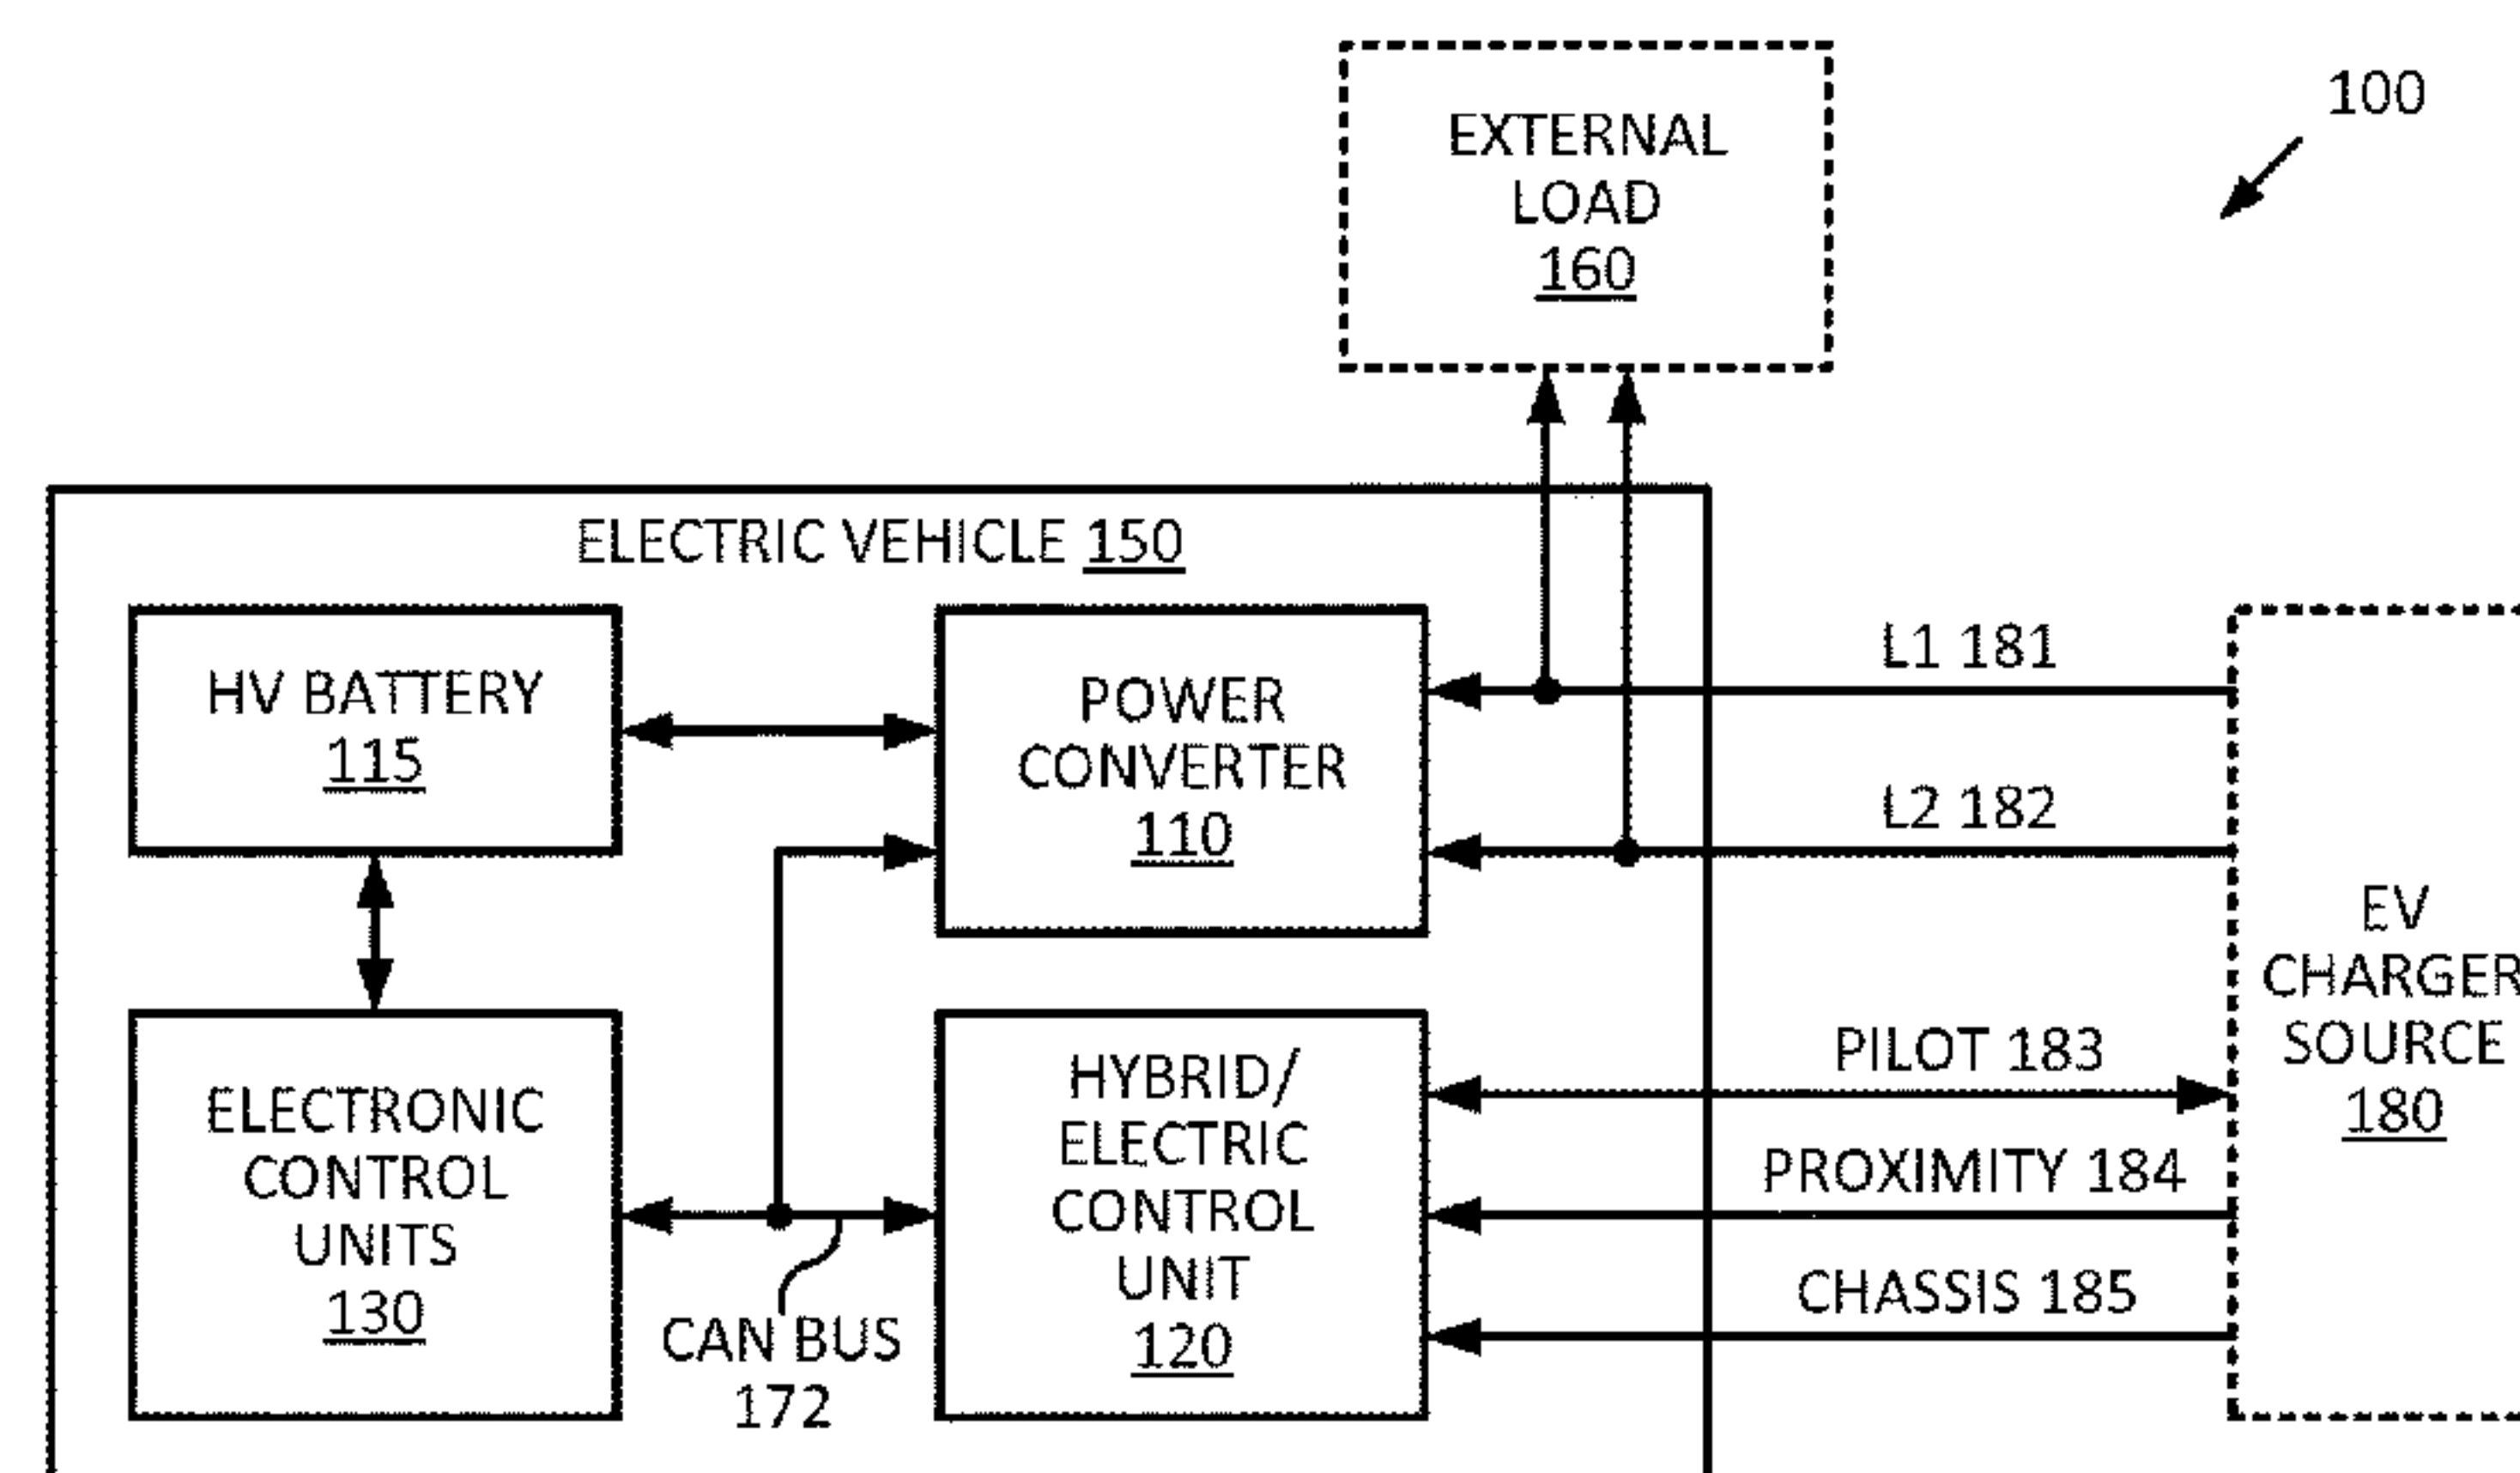 100
EXTERNAL
LOAD
160
ELECTRIC VEHICLE 150
HV BATTERY
115
POWER
CONVERTER
110
L1 181
L2 182
EV
CHARGER
SOURCE
180
ELECTRONIC
CONTROL
UNITS
130
CAN BUS
172
HYBRID/
ELECTRIC
CONTROL
UNIT
120
PILOT 183
PROXIMITY 184
CHASSIS 185